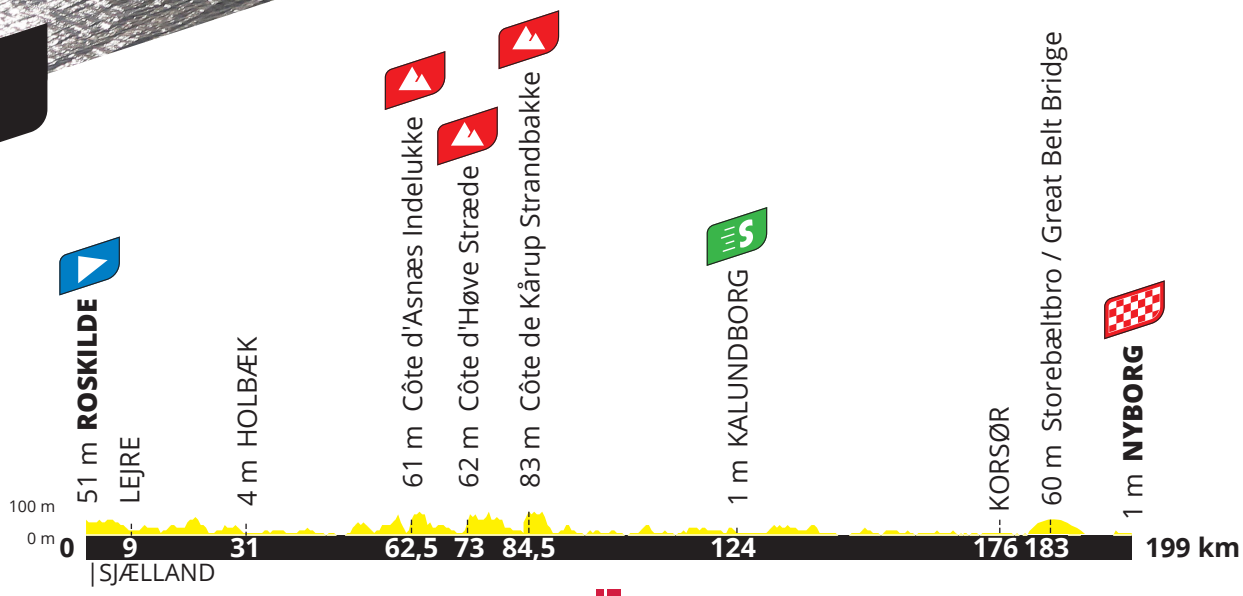 51 m ROSKILDE
LEJRE
4 m HOLBÆK
61 m Côte d'Asnæs Indelukke
62 m Côte d'Høve Stræde
83 m Côte de Kårup Strandbakke
S
1 m KALUNDBORG
KORSØR
60 m Storebæltbro / Great Belt Bridge
1 m NYBORG
100 m
0 m
0 9 31 62,5 73 84,5 124 176 183 199 km
|SJÆLLAND